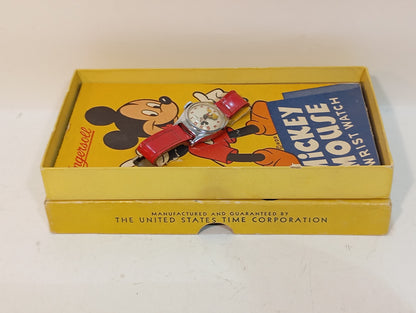 Ingersoll
MICKEY
MOUSE
WRIST WATCH
MANUFACTURED AND GUARANTEED BY
THE UNITED STATES TIME CORPORATION